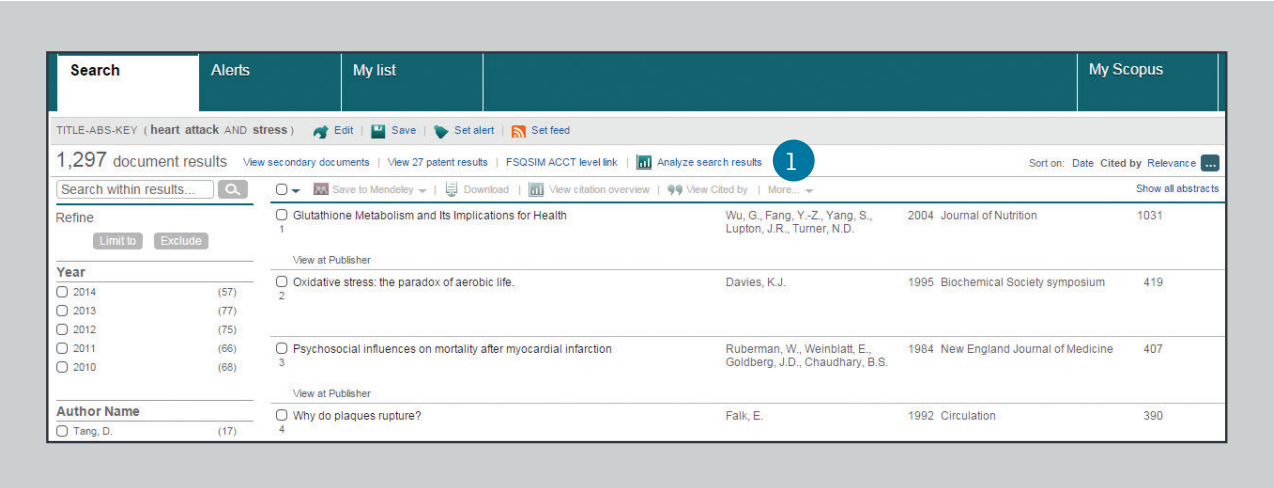 Search Alerts My list My Scopus
TITLE-ABS-KEY ( heart attack AND stress ) Edit | Save | Set alert | Set feed
1,297 document results View secondary documents | View 27 patent results | FSQSIM ACCT level link | Analyze search results 1 Sort on: Date Cited by Relevance ...
Search within results... Save to Mendeley | Download | View citation overview | View Cited by | More... Show all abstracts
Refine
Limit to Exclude
Glutathione Metabolism and Its Implications for Health Wu, G., Fang, Y.-Z., Yang, S., 2004 Journal of Nutrition 1031
1 Lupton, J.R., Turner, N.D.
View at Publisher
Year
2014 (57)
2013 (77)
2012 (75)
2011 (66)
2010 (68)
Oxidative stress: the paradox of aerobic life. Davies, K.J. 1995 Biochemical Society symposium 419
2
Psychosocial influences on mortality after myocardial infarction Ruberman, W., Weinblatt, E., 1984 New England Journal of Medicine 407
3 Goldberg, J.D., Chaudhary, B.S.
View at Publisher
Author Name
Tang, D. (17)
Why do plaques rupture? Falk, E. 1992 Circulation 390
4